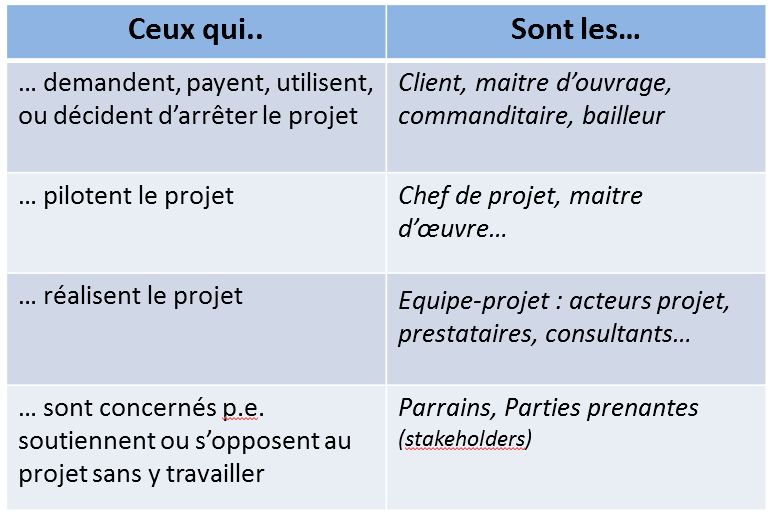 Ceux qui..
Sont les…
… demandent, payent, utilisent,
ou décident d’arrêter le projet
Client, maitre d’ouvrage,
commanditaire, bailleur
… pilotent le projet
Chef de projet, maitre
d’œuvre…
… réalisent le projet
Equipe-projet : acteurs projet,
prestataires, consultants…
… sont concernés p.e.
soutiennent ou s’opposent au
projet sans y travailler
Parrains, Parties prenantes
(stakeholders)